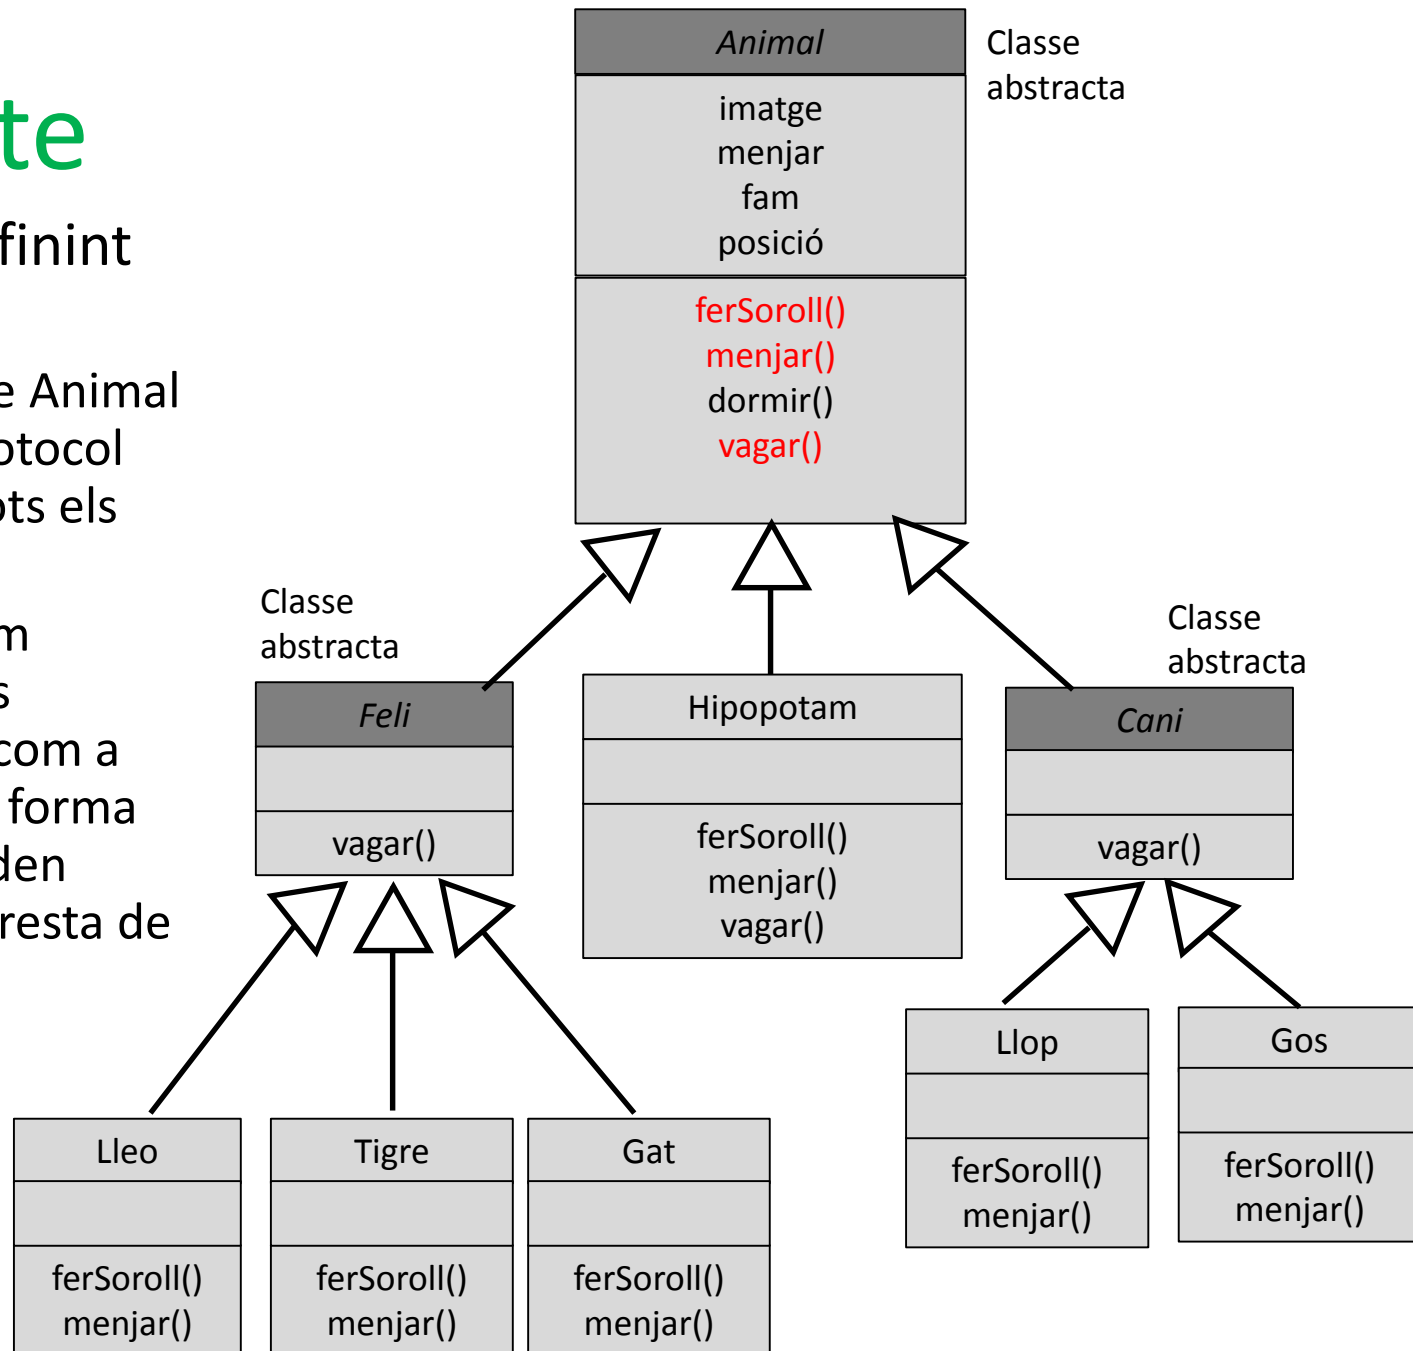 te
finint
e Animal
otocol
ots els
m
s
com a
forma
den
resta de
Animal
Classe
abstracta
imatge
menjar
fam
posició
ferSoroll()
menjar()
dormir()
vagar()
Classe
abstracta
Feli
vagar()
Hipopotam
ferSoroll()
menjar()
vagar()
Classe
abstracta
Cani
vagar()
Lleo
ferSoroll()
menjar()
Tigre
ferSoroll()
menjar()
Gat
ferSoroll()
menjar()
Llop
ferSoroll()
menjar()
Gos
ferSoroll()
menjar()